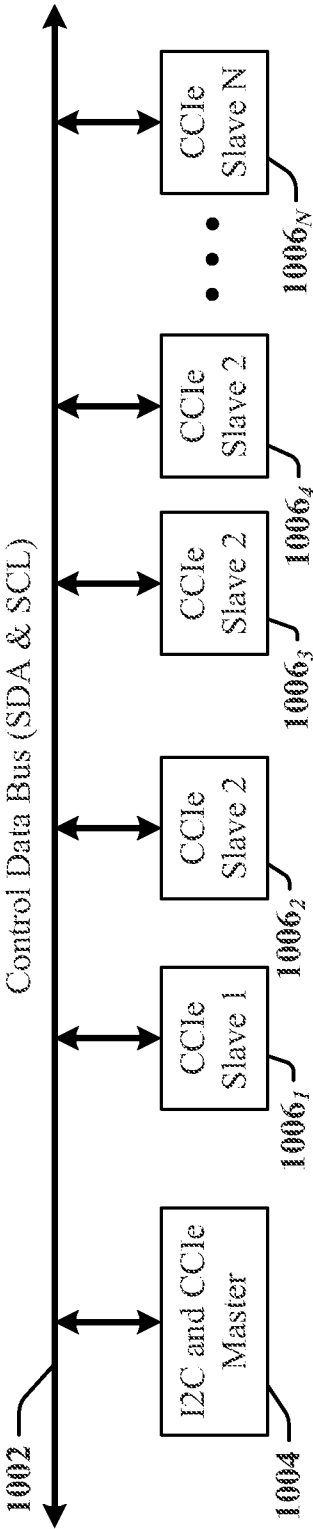 Control Data Bus (SDA & SCL)
1002
I2C and CCIe
Master
CCIe
Slave 1
CCIe
Slave 2
CCIe
Slave 2
CCIe
Slave 2
CCIe
Slave N
1004
1006₁
1006₂
1006₃
1006₄
1006N